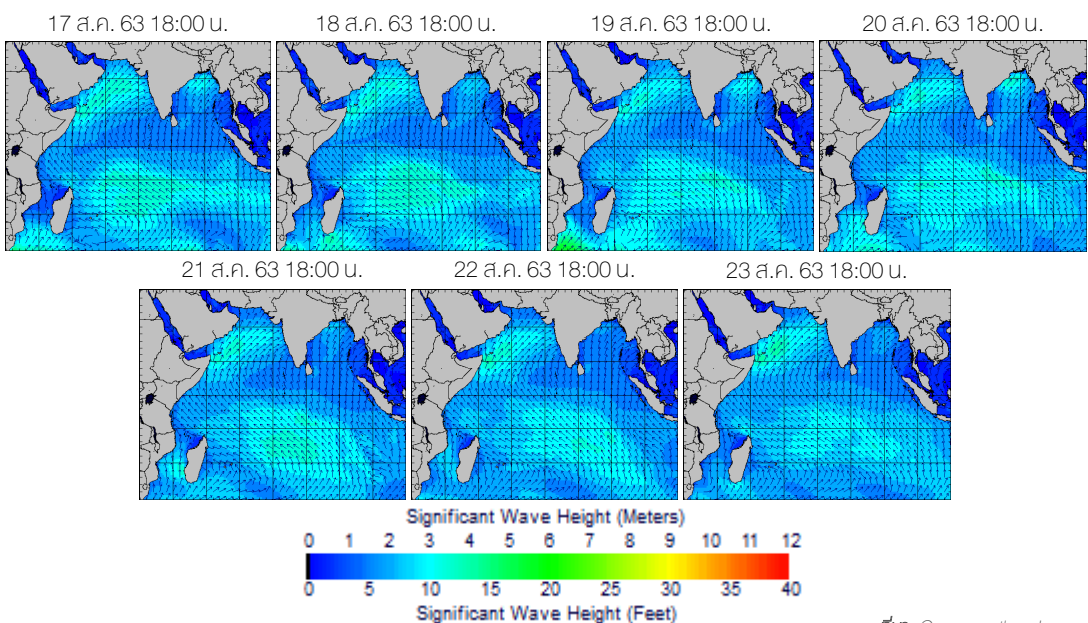 17 ส.ค. 63 18:00 น.
18 ส.ค. 63 18:00 น.
19 ส.ค. 63 18:00 น.
20 ส.ค. 63 18:00 น.
21 ส.ค. 63 18:00 น.
22 ส.ค. 63 18:00 น.
23 ส.ค. 63 18:00 น.
Significant Wave Height (Meters)
0 1 2 3 4 5 6 7 8 9 10 11 12
0 5 10 15 20 25 30 35 40
Significant Wave Height (Feet)